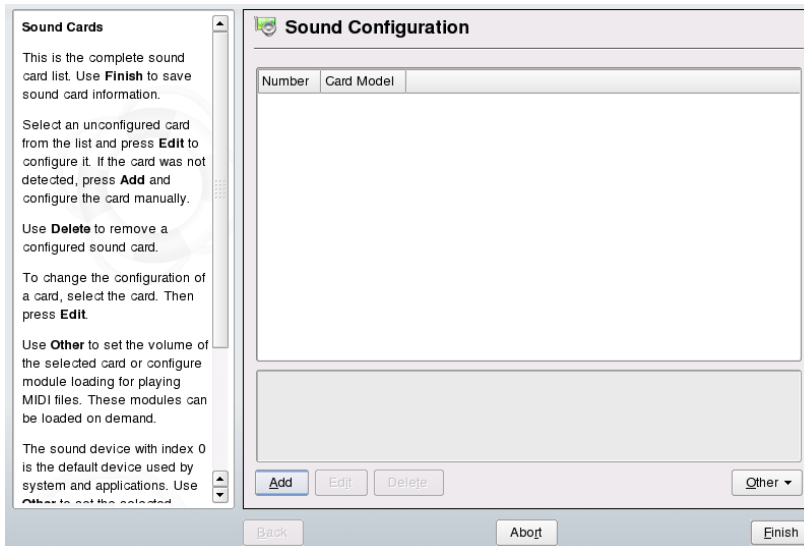 Sound Cards
This is the complete sound
card list. Use Finish to save
sound card information.
Select an unconfigured card
from the list and press Edit to
configure it. If the card was not
detected, press Add and
configure the card manually.
Use Delete to remove a
configured sound card.
To change the configuration of
a card, select the card. Then
press Edit.
Use Other to set the volume of
the selected card or configure
module loading for playing
MIDI files. These modules can
be loaded on demand.
The sound device with index 0
is the default device used by
system and applications. Use
Other to set the selected
Sound Configuration
Number Card Model
Add Edit Delete Other
Back Abort Finish